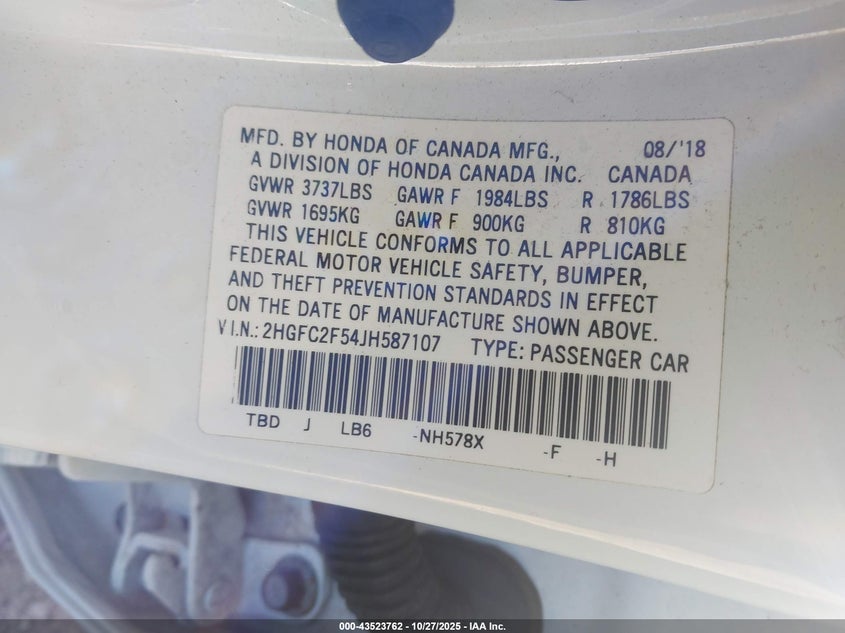 MFD. BY HONDA OF CANADA MFG., 08/'18
A DIVISION OF HONDA CANADA INC. CANADA
GVWR 3737LBS GAWR F 1984LBS R 1786LBS
GVWR 1695KG GAWR F 900KG R 810KG
THIS VEHICLE CONFORMS TO ALL APPLICABLE
FEDERAL MOTOR VEHICLE SAFETY, BUMPER,
AND THEFT PREVENTION STANDARDS IN EFFECT
ON THE DATE OF MANUFACTURE SHOWN ABOVE.
V.I.N.: 2HGFC2F54JH587107 TYPE: PASSENGER CAR
TBD J LB6 -NH578X -F -H
000-43523762 - 10/27/2025 - IAA Inc.